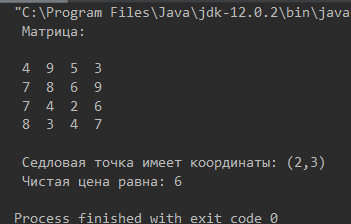 "C:\Program Files\Java\jdk-12.0.2\bin\java
Матрица:
4 9 5 3
7 8 6 9
7 4 2 6
8 3 4 7
Седловая точка имеет координаты: (2,3)
Чистая цена равна: 6
Process finished with exit code 0